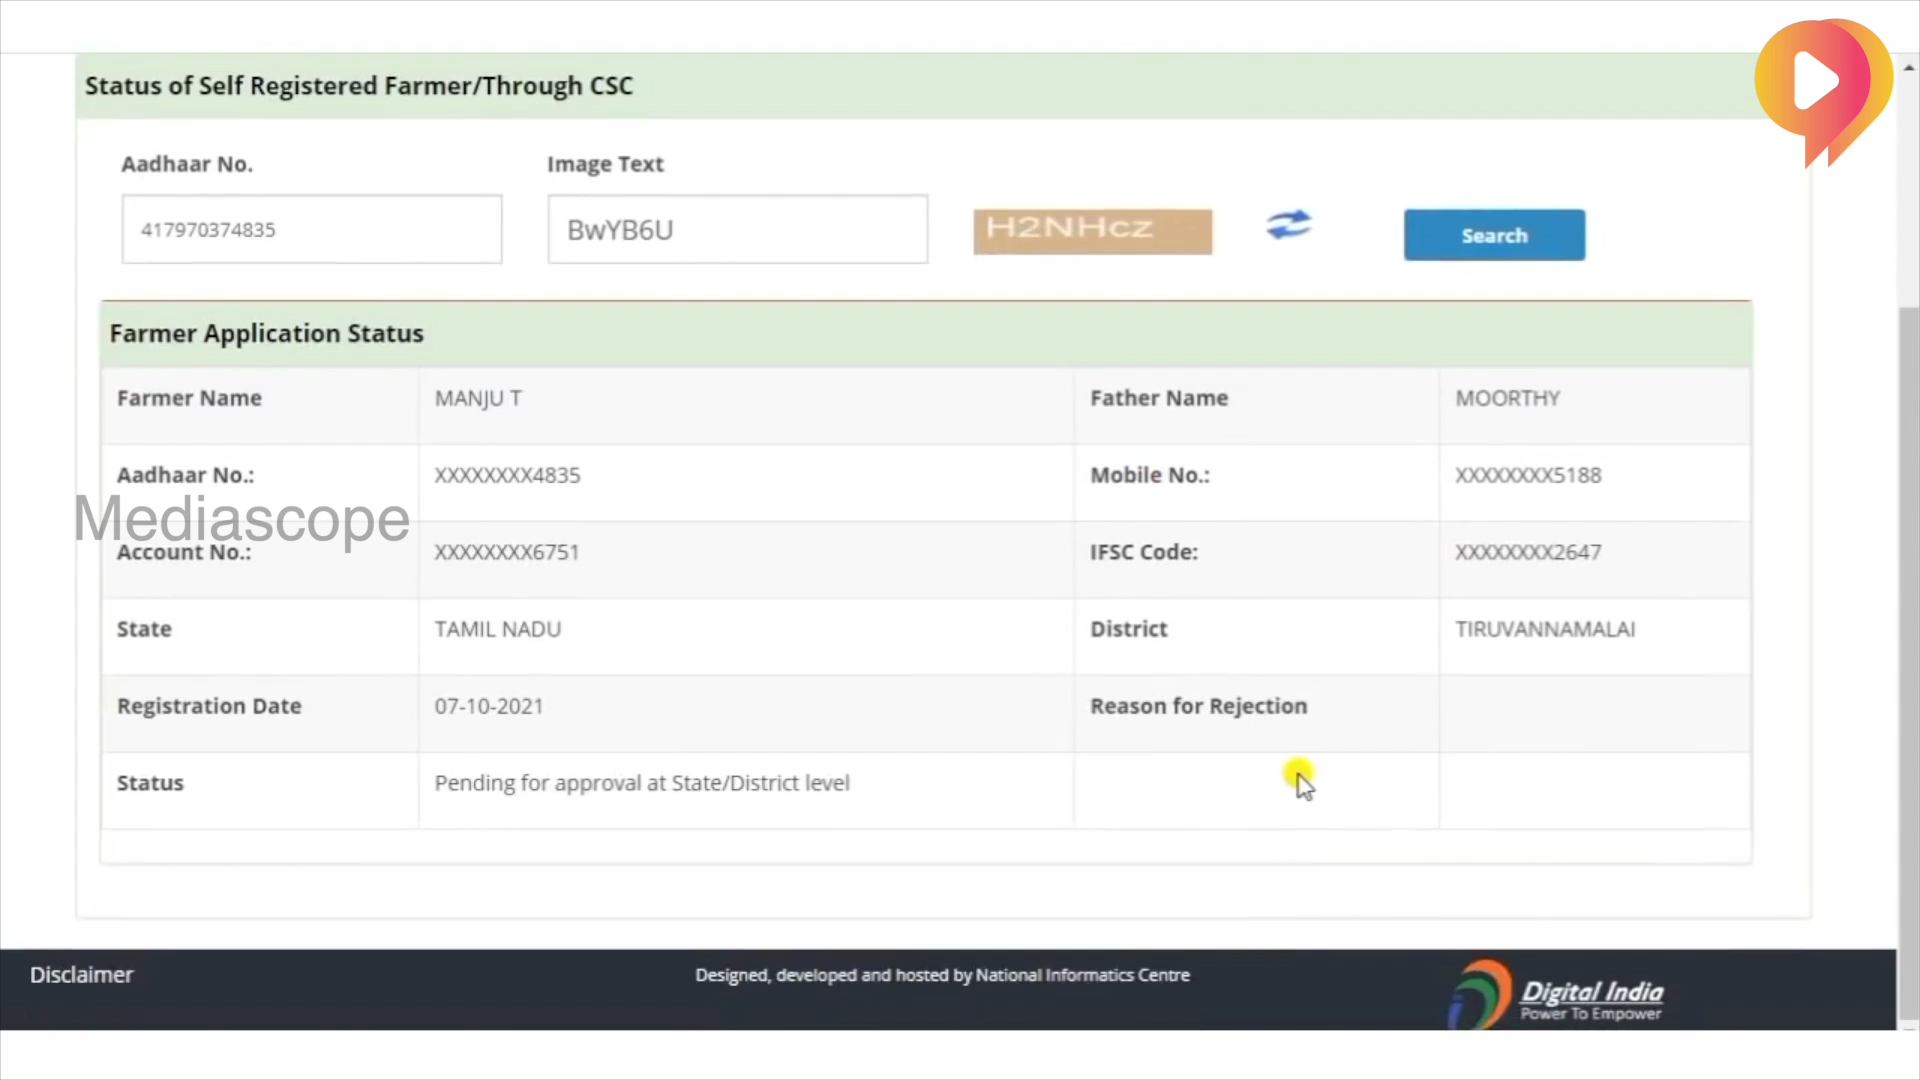 Status of Self Registered Farmer/Through CSC
Aadhaar No. Image Text
417970374835 BwYB6U H2NHcz Search
Farmer Application Status
Farmer Name MANJU T Father Name MOORTHY
Aadhaar No.: XXXXXXXX4835 Mobile No.: XXXXXXXX5188
Mediascope
Account No.: XXXXXXXX6751 IFSC Code: XXXXXXXX2647
State TAMIL NADU District TIRUVANNAMALAI
Registration Date 07-10-2021 Reason for Rejection
Status Pending for approval at State/District level
Disclaimer Designed, developed and hosted by National Informatics Centre Digital India
Power To Empower